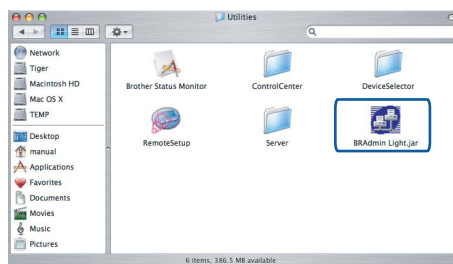 Utilities
Network
Tiger
Macintosh HD
Mac OS X
TEMP
Desktop
manual
Applications
Favorites
Documents
Movies
Music
Pictures
Brother Status Monitor
ControlCenter
DeviceSelector
RemoteSetup
Server
BRAdmin Light.jar
6 items, 386.5 MB available